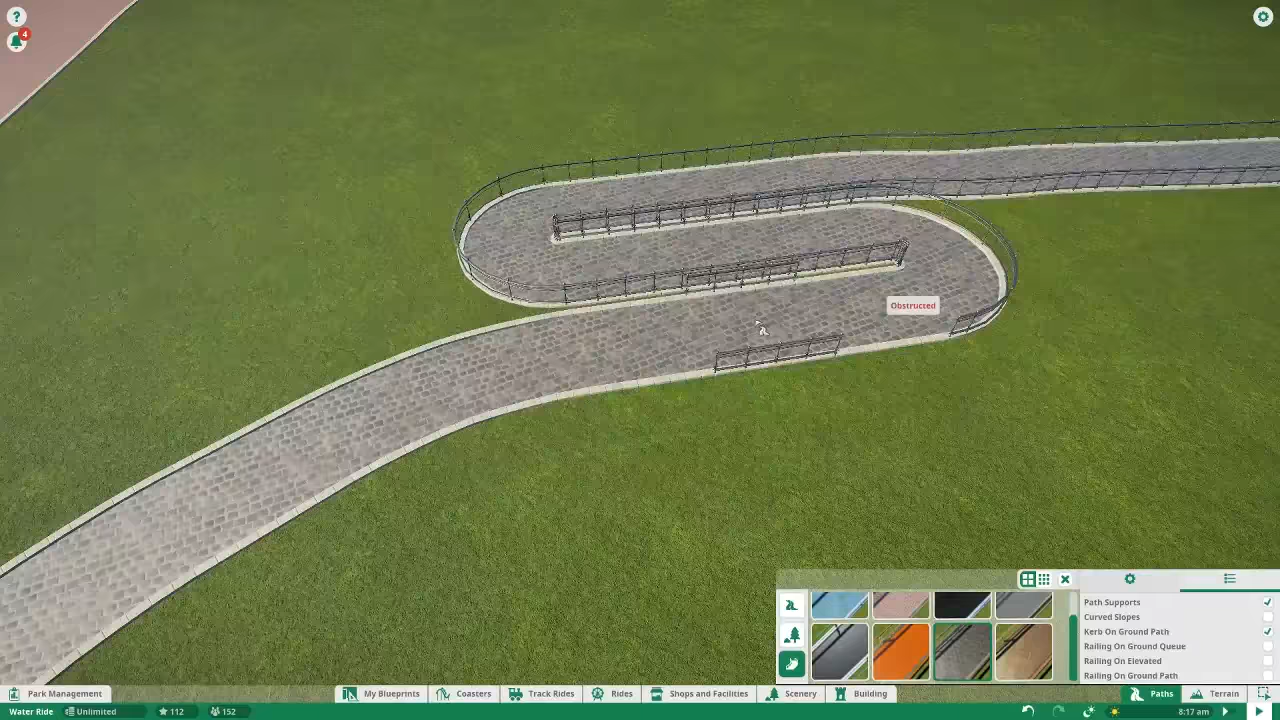 ?
4
Obstructed
Path Supports
Curved Slopes
Kerb On Ground Path
Railing On Ground Queue
Railing On Elevated
Railing On Ground Path
Park Management
My Blueprints
Coasters
Track Rides
Rides
Shops and Facilities
Scenery
Building
Paths
Terrain
Water Ride
Unlimited
112
152
8:17 am